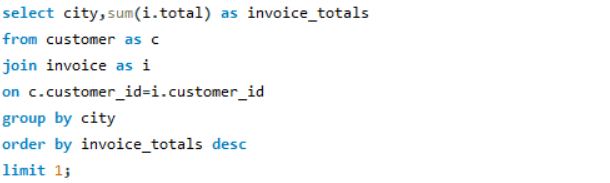 select city,sum(i.total) as invoice_totals
from customer as c
join invoice as i
on c.customer_id=i.customer_id
group by city
order by invoice_totals desc
limit 1;